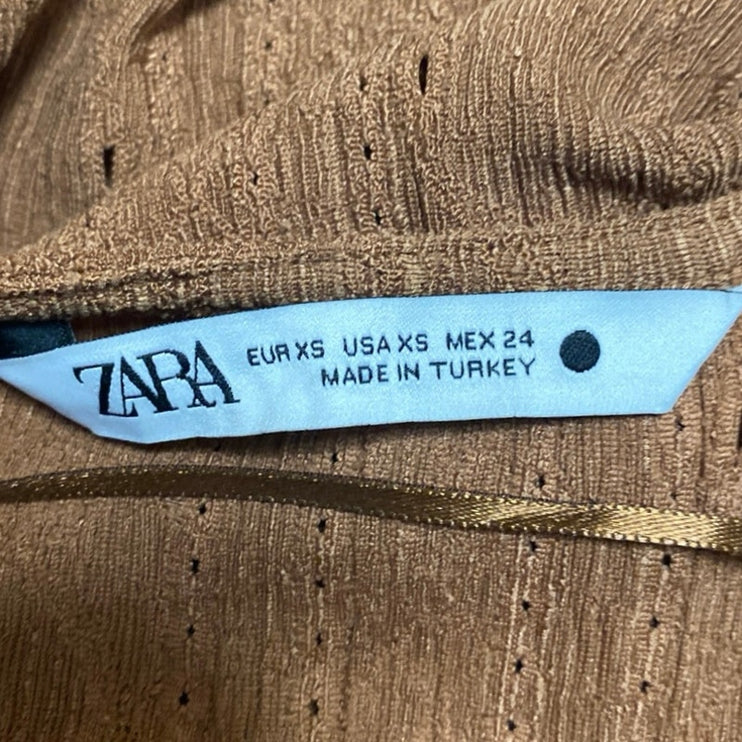 ZARA
EUR XS USA XS MEX 24
MADE IN TURKEY